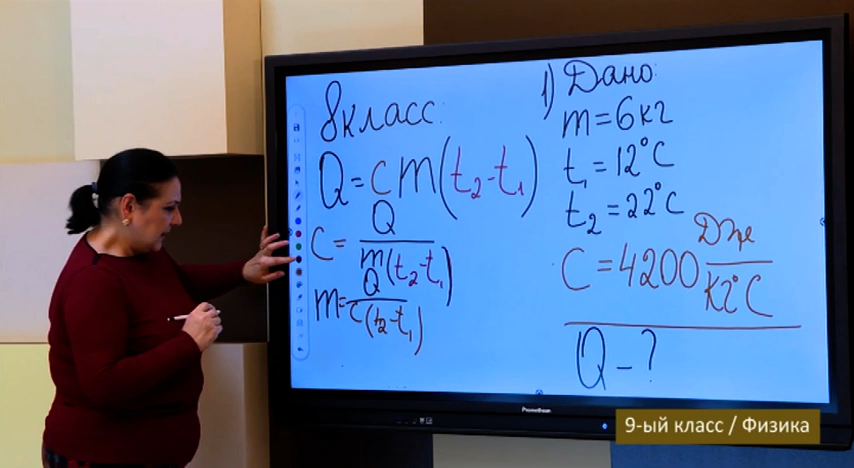 8класс:
Q = cm(t₂-t₁)
C = Q / m(t₂-t₁)
m = Q / c(t₂-t₁)
1) Дано:
m = 6кг
t₁ = 12°C
t₂ = 22°C
C = 4200 Дж / кг°C
Q - ?
Promethean
9-ый класс / Физика